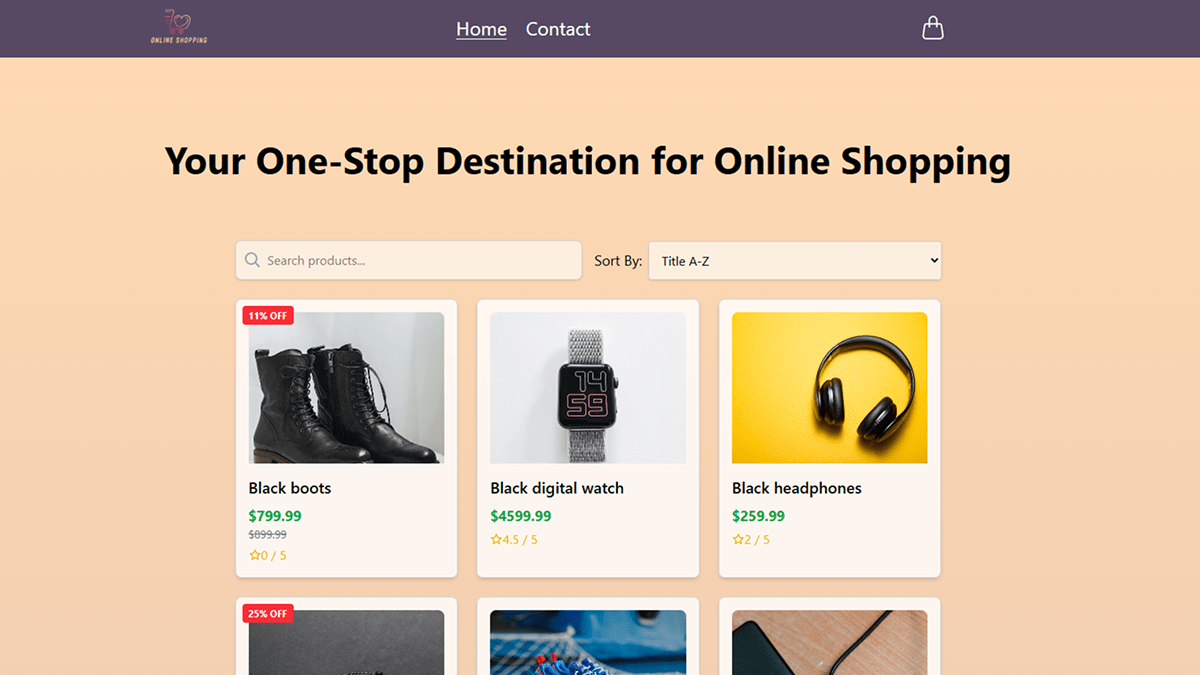 ONLINE SHOPPING
Home Contact
Your One-Stop Destination for Online Shopping
Search products...
Sort By:
Title A-Z
11% OFF
14
59
Black boots
$799.99
$899.99
0 / 5
Black digital watch
$4599.99
4.5 / 5
Black headphones
$259.99
2 / 5
25% OFF